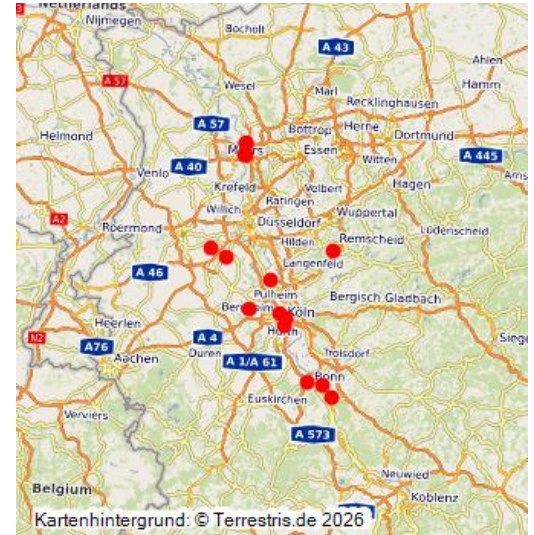 Netherlands
Nijmegen
Bocholt
A 43
Ahlen
A 57
Wesel
Marl
Hamm
Recklinghausen
A 57
Bottrop
Herne
Dortmund
Helmond
Essen
Witten
A 445
Venlo
A 40
Krefeld
Velbert
Hagen
Ratingen
Willich
Wuppertal
A2
Roermond
Düsseldorf
Lüdenscheid
Hilden
Remscheid
Langenfeld
A 46
Pulheim
Bergisch Gladbach
Heerlen
Köln
N2
A76
A 4
Hürth
Düren
Troisdorf
Aachen
A 1/A 61
Bonn
Euskirchen
Verviers
A 573
Neuwied
Belgium
Koblenz
Kartenhintergrund: © Terrestris.de 2026